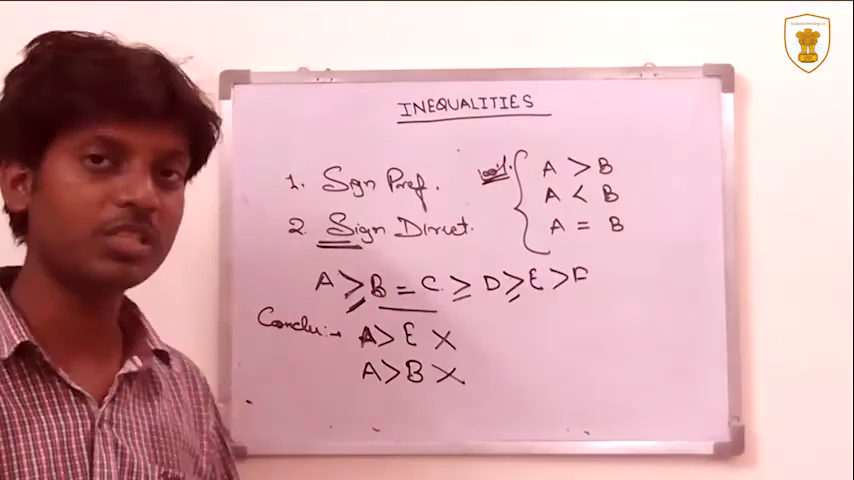 INEQUALITIES
1. Sign Pref.
2. Sign Direct.
100%
A > B
A < B
A = B
A ≥ B = C ≥ D ≥ E > F
Conclu:→ A > E ✗
A > B ✗